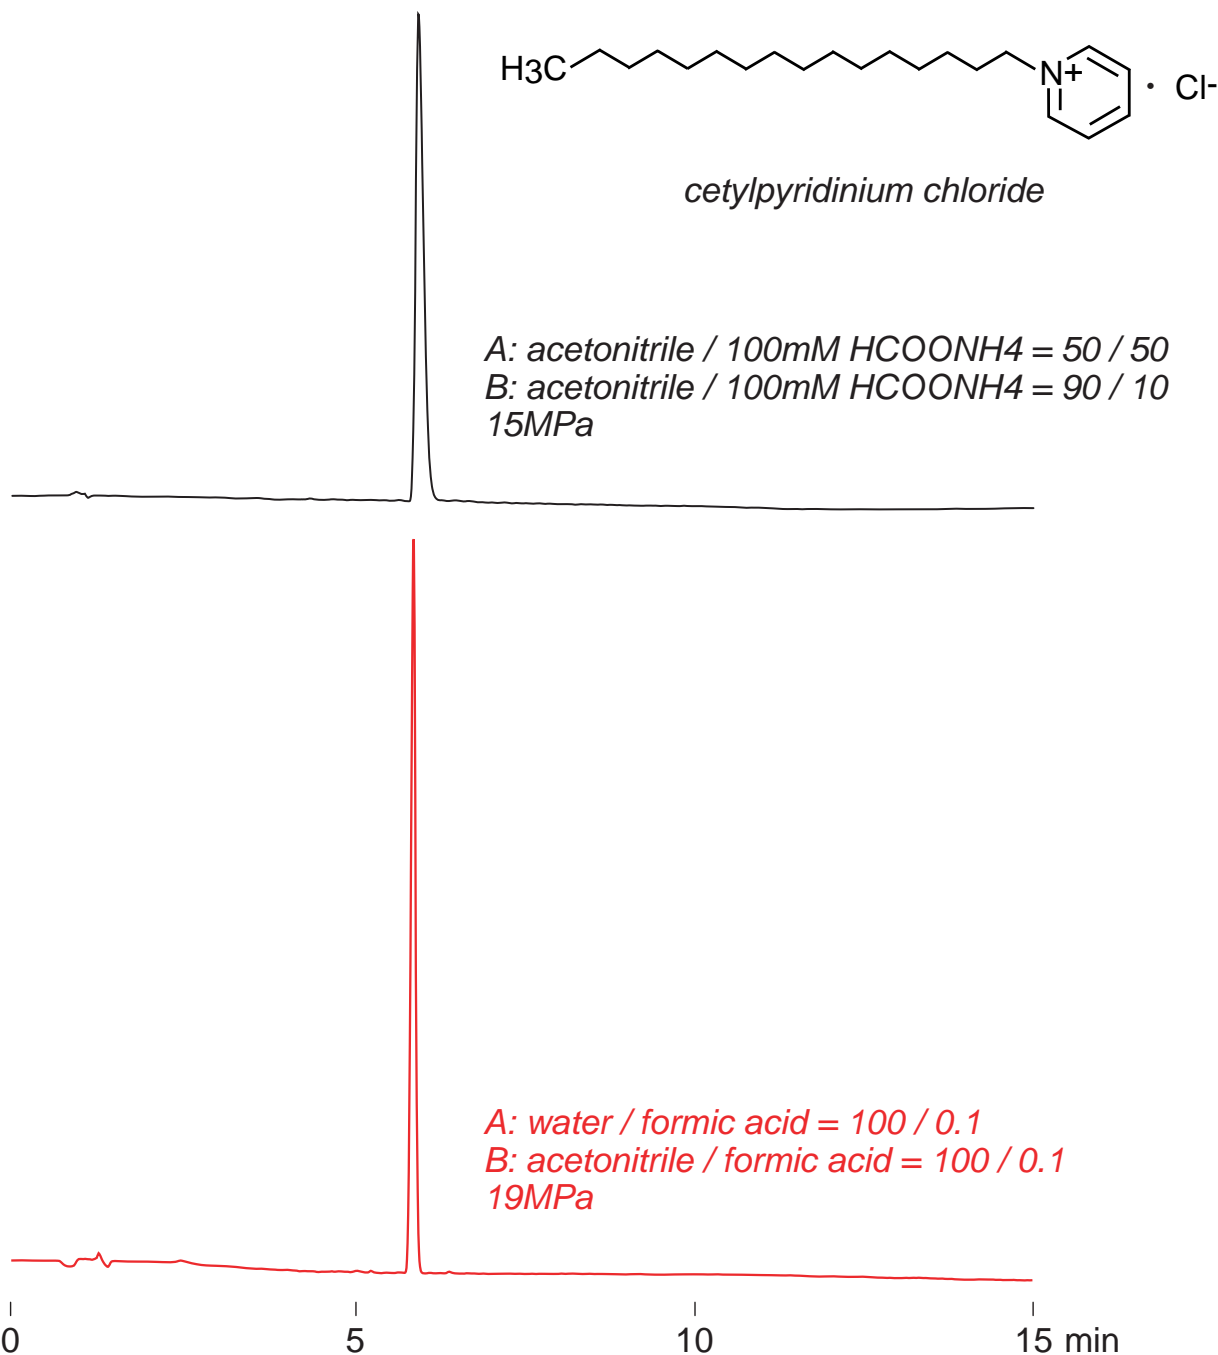 H3C
N+
· Cl-
cetylpyridinium chloride
A: acetonitrile / 100mM HCOONH4 = 50 / 50
B: acetonitrile / 100mM HCOONH4 = 90 / 10
15MPa
A: water / formic acid = 100 / 0.1
B: acetonitrile / formic acid = 100 / 0.1
19MPa
0 5 10 15 min